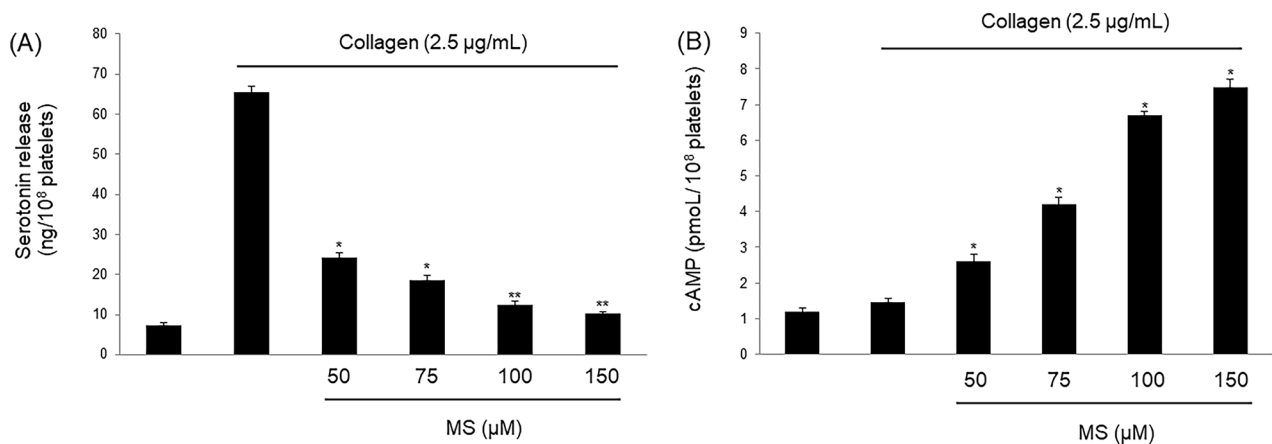 (A)
Collagen (2.5 µg/mL)
Serotonin release
(ng/10⁸ platelets)
80
70
60
50
40
30
20
10
0
*
*
**
**
50 75 100 150
MS (µM)
(B)
Collagen (2.5 µg/mL)
cAMP (pmoL/10⁸ platelets)
9
8
7
6
5
4
3
2
1
0
*
*
*
*
50 75 100 150
MS (µM)